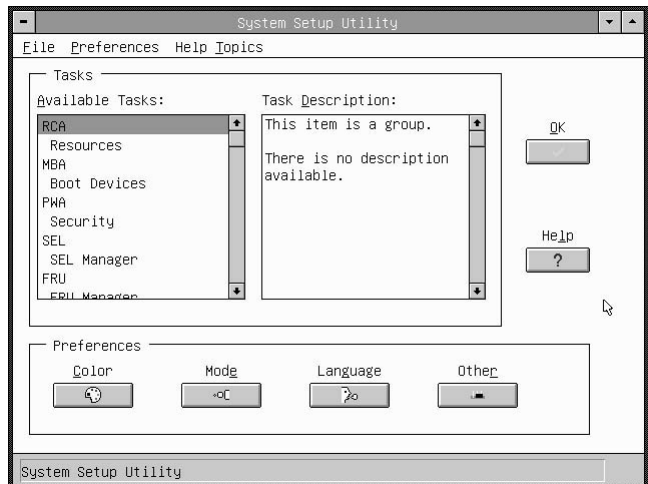 System Setup Utility
File Preferences Help Topics
Tasks
Available Tasks:
RCA
Resources
MBA
Boot Devices
PWA
Security
SEL
SEL Manager
FRU
FRU Manager
Task Description:
This item is a group.
There is no description
available.
OK
Help
?
Preferences
Color
Mode
Language
Other
System Setup Utility